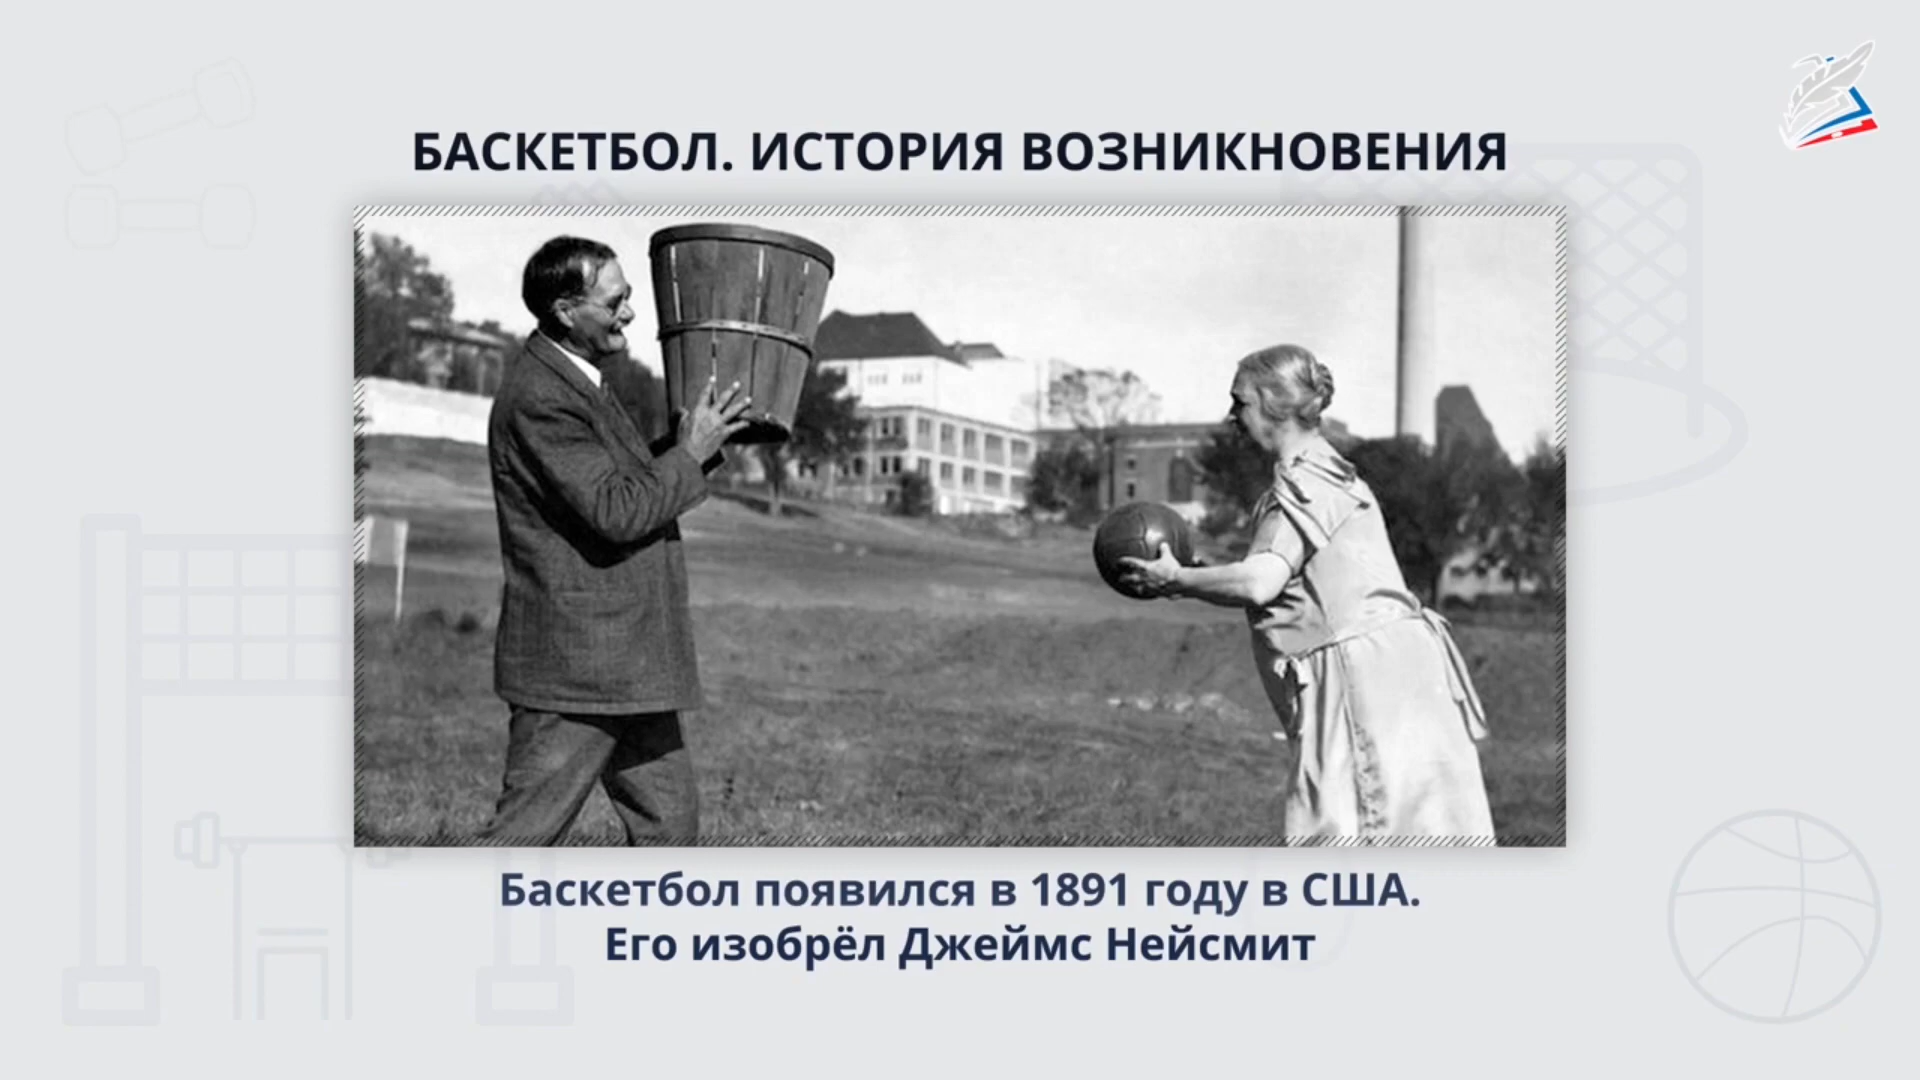 БАСКЕТБОЛ. ИСТОРИЯ ВОЗНИКНОВЕНИЯ
Баскетбол появился в 1891 году в США.
Его изобрёл Джеймс Нейсмит